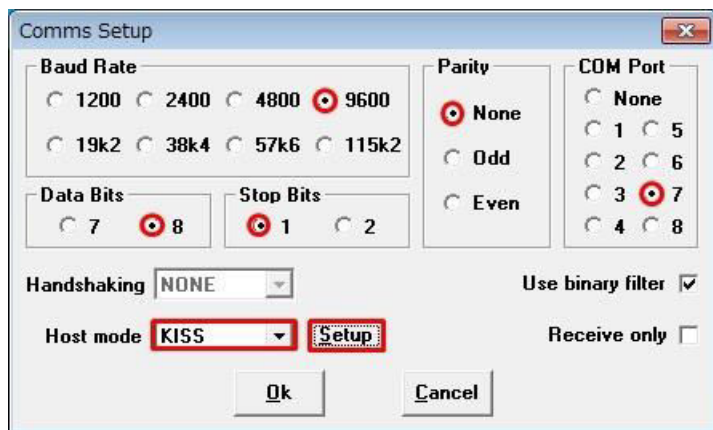 Comms Setup
Baud Rate
1200 2400 4800 9600
19k2 38k4 57k6 115k2
Parity
None
Odd
Even
COM Port
None
1 5
2 6
3 7
4 8
Data Bits
7 8
Stop Bits
1 2
Handshaking NONE
Use binary filter
Host mode KISS Setup
Receive only
Ok Cancel